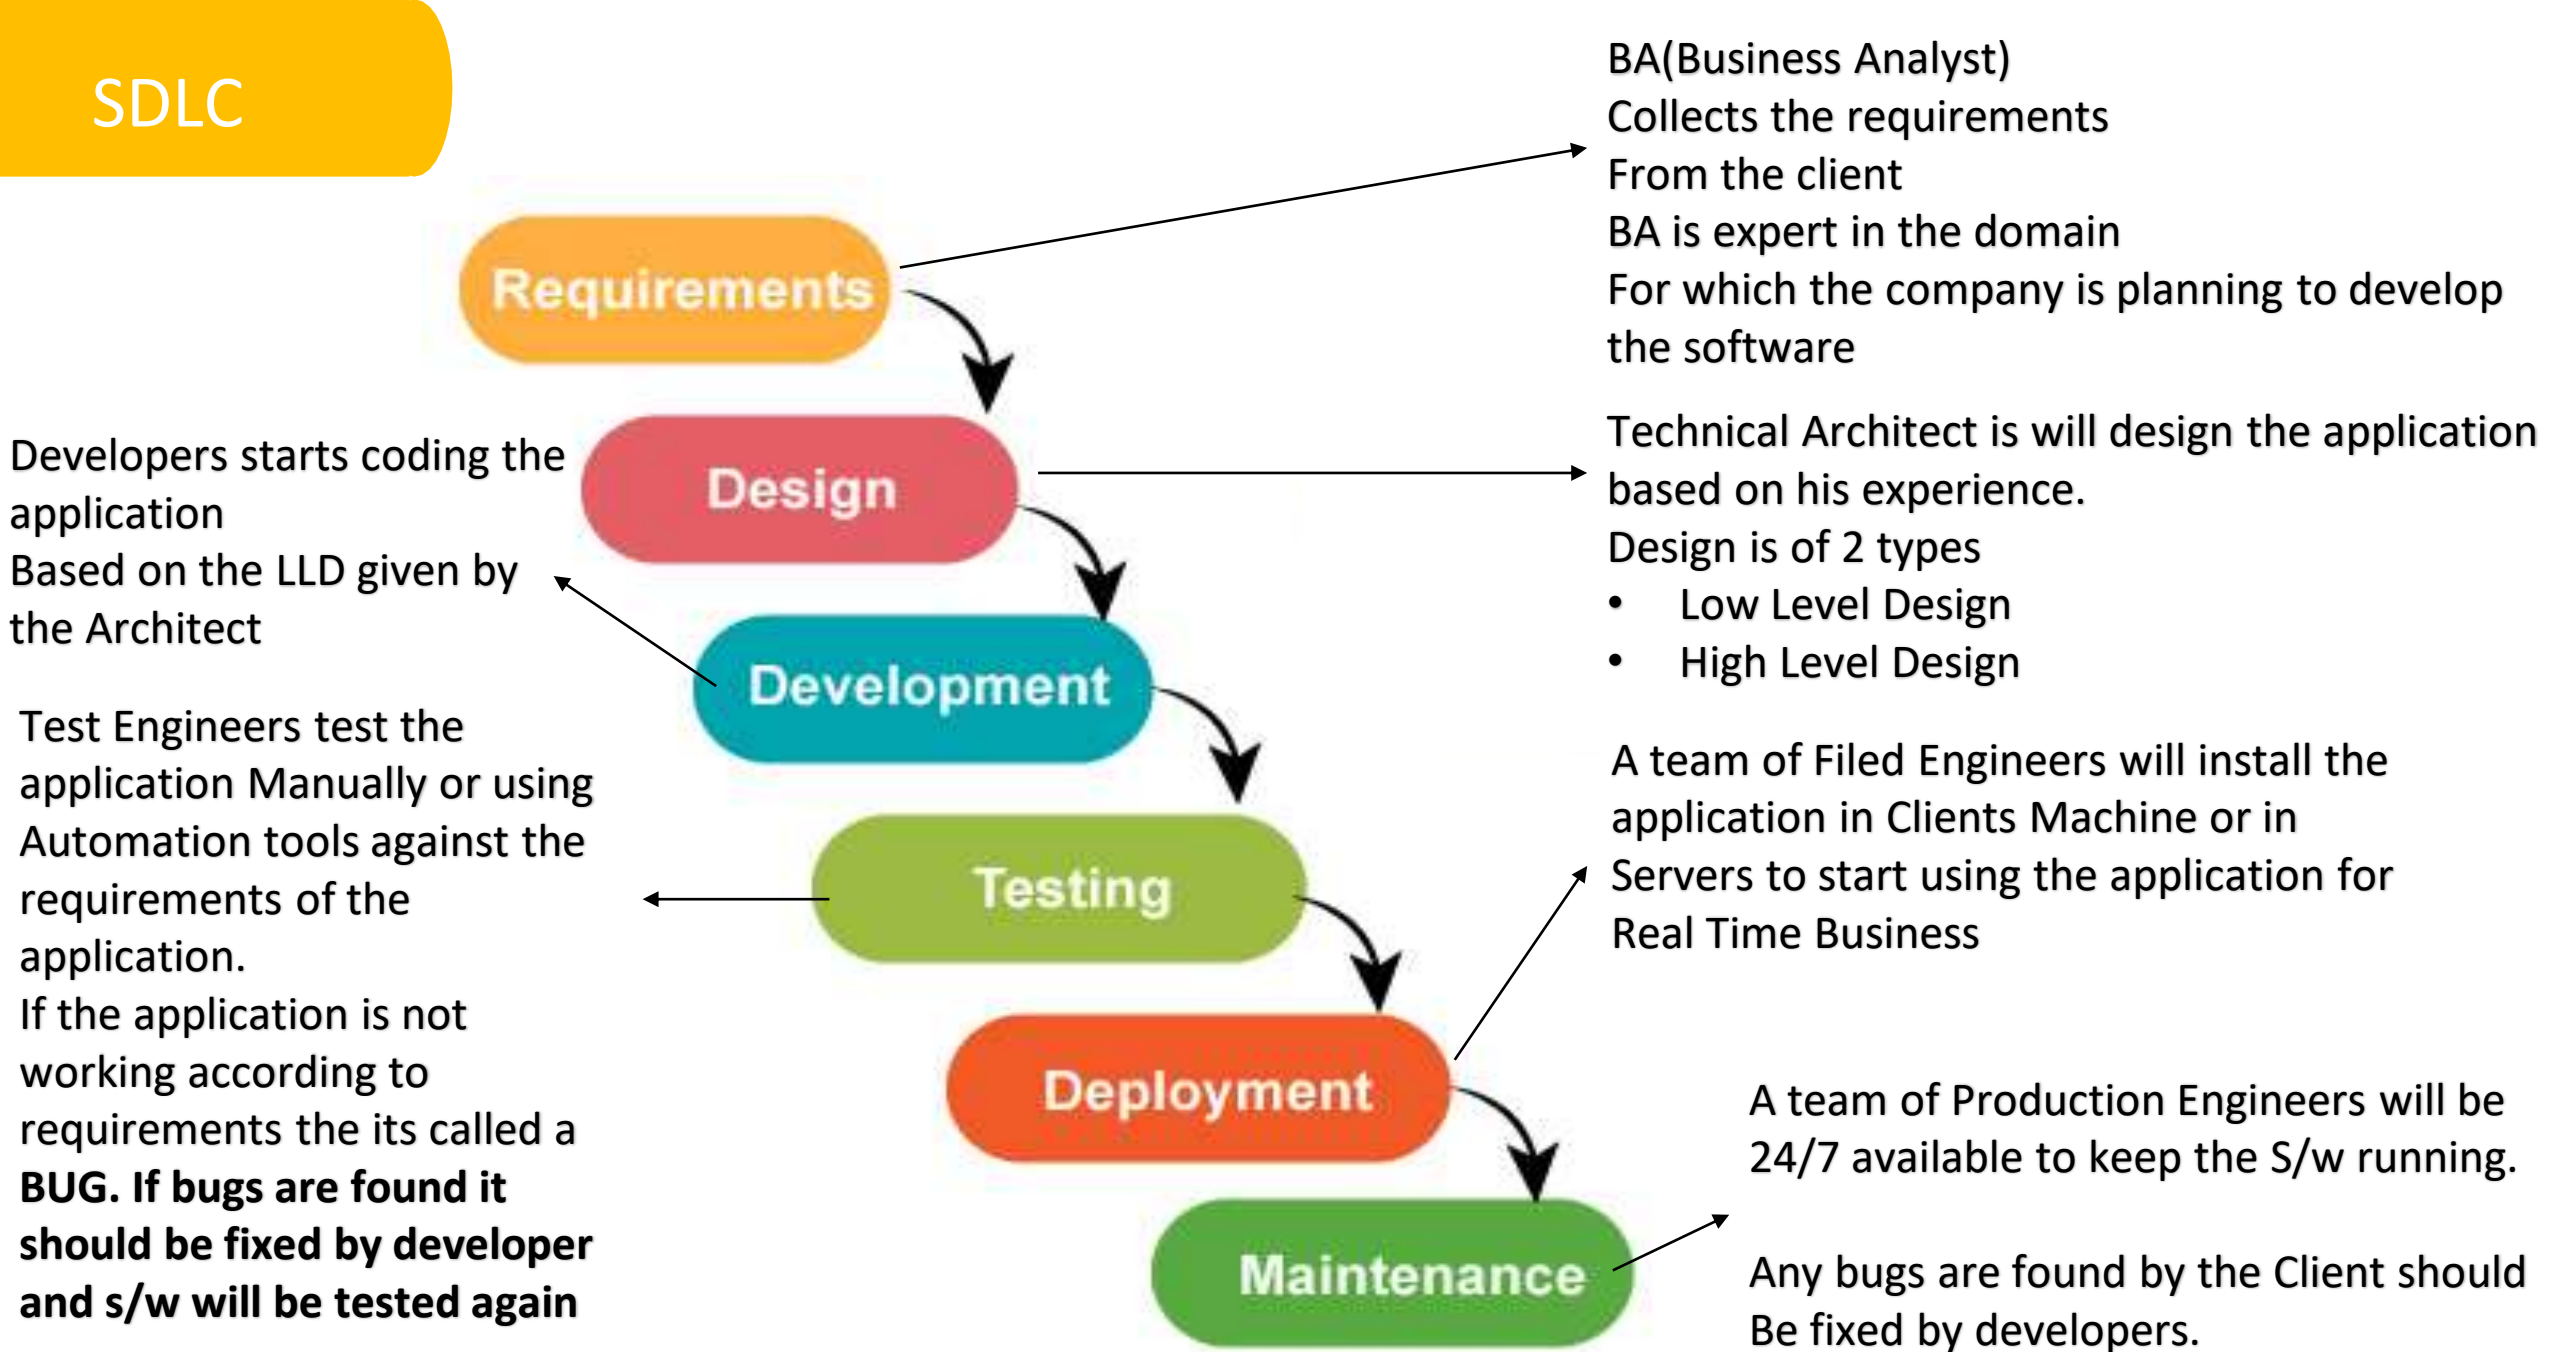 SDLC
BA(Business Analyst)
Collects the requirements
From the client
BA is expert in the domain
For which the company is planning to develop
the software
Requirements
Technical Architect is will design the application
based on his experience.
Design is of 2 types
• Low Level Design
• High Level Design
Design
Developers starts coding the
application
Based on the LLD given by
the Architect
Development
Test Engineers test the
application Manually or using
Automation tools against the
requirements of the
application.
If the application is not
working according to
requirements the its called a
BUG. If bugs are found it
should be fixed by developer
and s/w will be tested again
Testing
A team of Filed Engineers will install the
application in Clients Machine or in
Servers to start using the application for
Real Time Business
Deployment
A team of Production Engineers will be
24/7 available to keep the S/w running.
Any bugs are found by the Client should
Be fixed by developers.
Maintenance